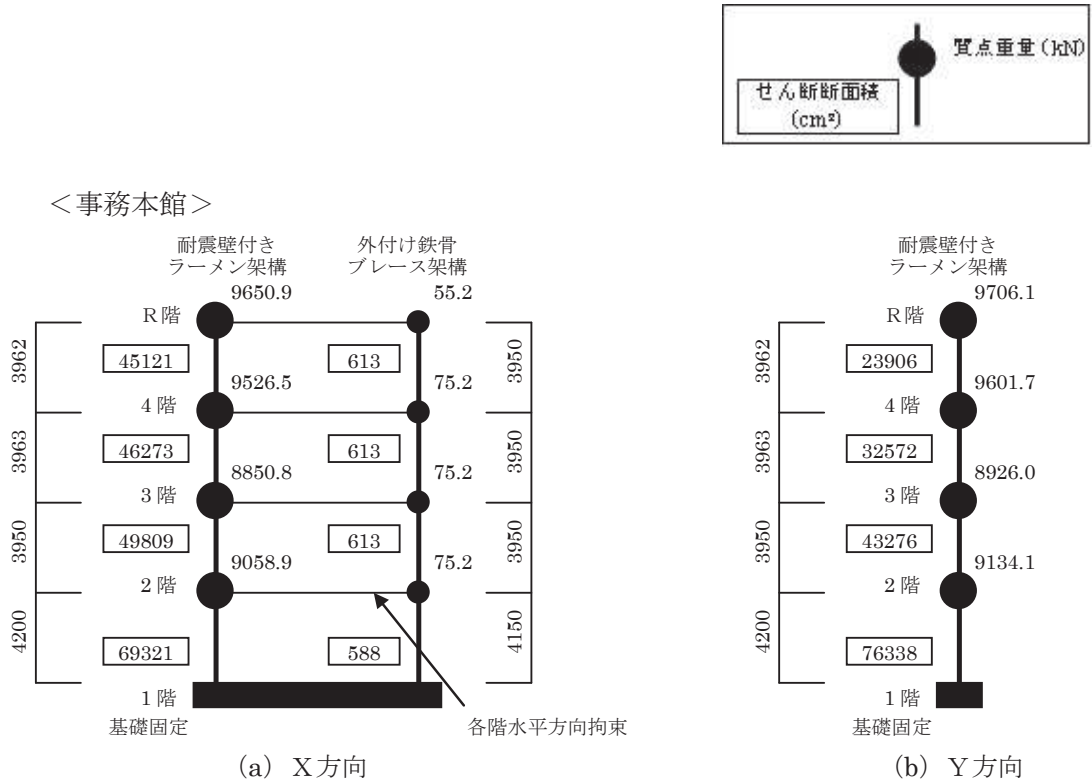 質点重量(kN)
せん断断面積
(cm²)
＜事務本館＞
耐震壁付き
ラーメン架構
外付け鉄骨
ブレース架構
耐震壁付き
ラーメン架構
9650.9
55.2
9706.1
R階
R階
3962
45121
613
3950
3962
23906
9526.5
75.2
9601.7
4階
4階
3963
46273
613
3950
3963
32572
8850.8
75.2
8926.0
3階
3階
3950
49809
613
3950
3950
43276
9058.9
75.2
9134.1
2階
2階
4200
69321
588
4150
4200
76338
1階
1階
基礎固定
各階水平方向拘束
基礎固定
(a) X方向
(b) Y方向